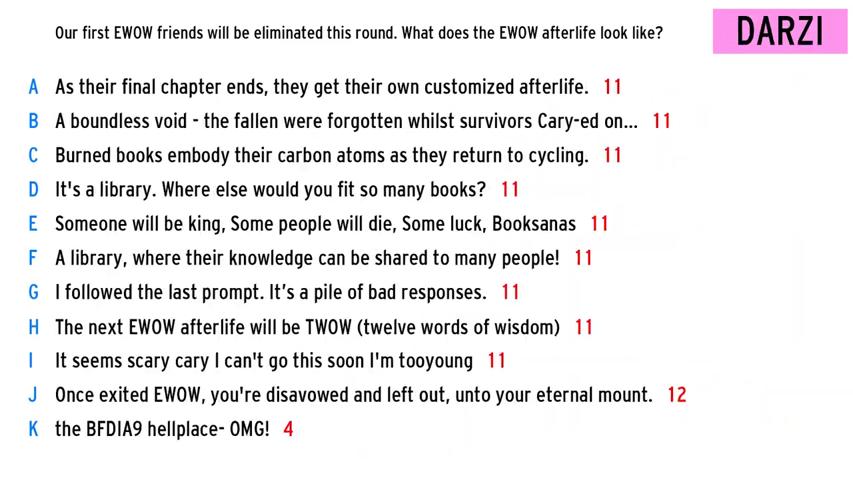 Our first EWOW friends will be eliminated this round. What does the EWOW afterlife look like?
DARZI
A As their final chapter ends, they get their own customized afterlife. 11
B A boundless void - the fallen were forgotten whilst survivors Cary-ed on... 11
C Burned books embody their carbon atoms as they return to cycling. 11
D It's a library. Where else would you fit so many books? 11
E Someone will be king, Some people will die, Some luck, Booksanas 11
F A library, where their knowledge can be shared to many people! 11
G I followed the last prompt. It’s a pile of bad responses. 11
H The next EWOW afterlife will be TWOW (twelve words of wisdom) 11
I It seems scary cary I can't go this soon I'm tooyoung 11
J Once exited EWOW, you're disavowed and left out, unto your eternal mount. 12
K the BFDIA9 hellplace- OMG! 4